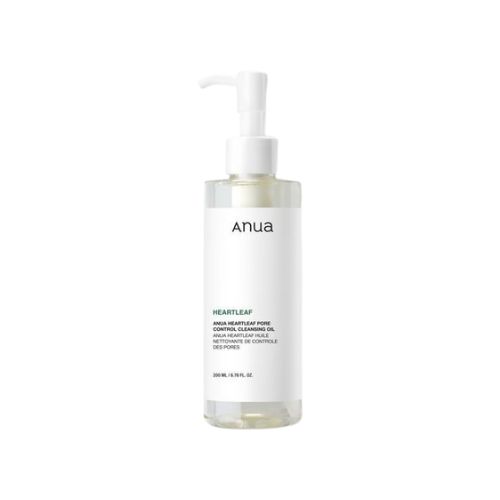 Anua
HEARTLEAF
ANUA HEARTLEAF PORE
CONTROL CLEANSING OIL
ANUA HEARTLEAF HUILE
NETTOYANTE DE CONTROLE
DES PORES
200 ML / 6.76 FL. OZ.